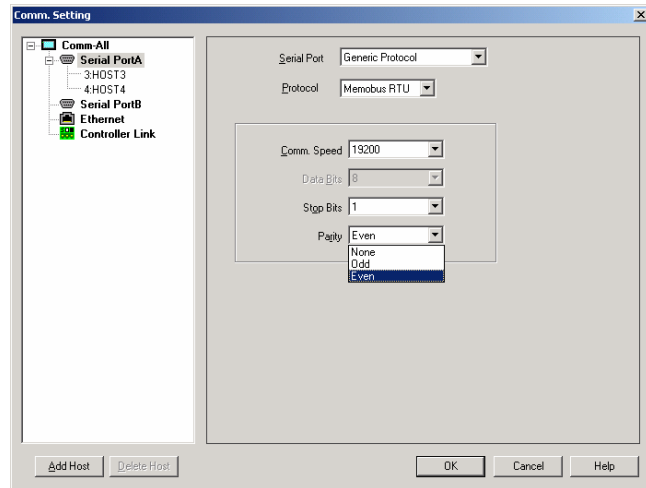 Comm. Setting
Comm-All
Serial PortA
3:HOST3
4:HOST4
Serial PortB
Ethernet
Controller Link
Serial Port Generic Protocol
Protocol Memobus RTU
Comm. Speed 19200
Data Bits 8
Stop Bits 1
Parity Even
None
Odd
Even
Add Host Delete Host OK Cancel Help